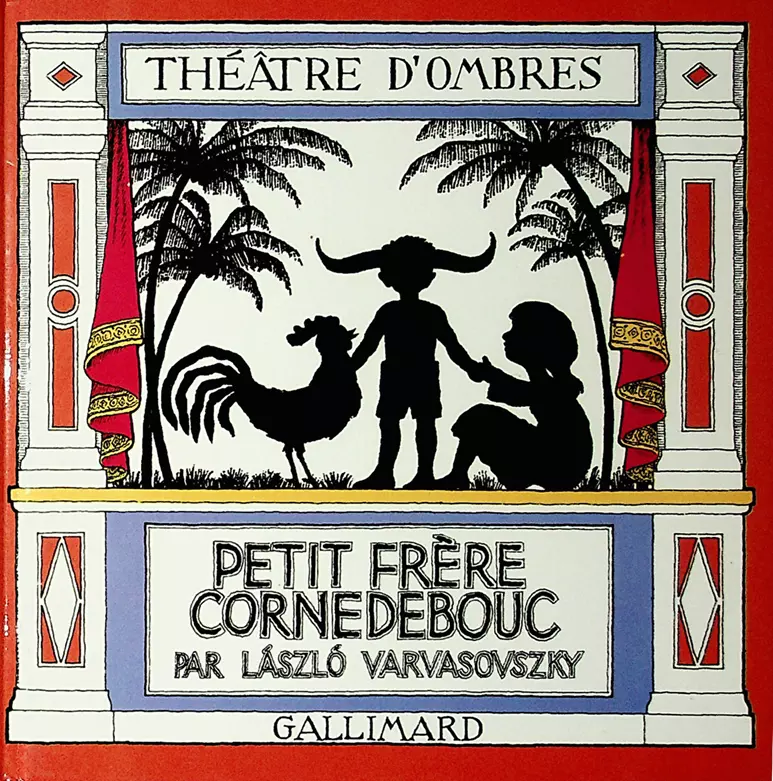 THÉÂTRE D'OMBRES
PETIT FRÈRE
CORNEDEBOUC
PAR LÁSZLÓ VARVASOVSZKY
GALLIMARD